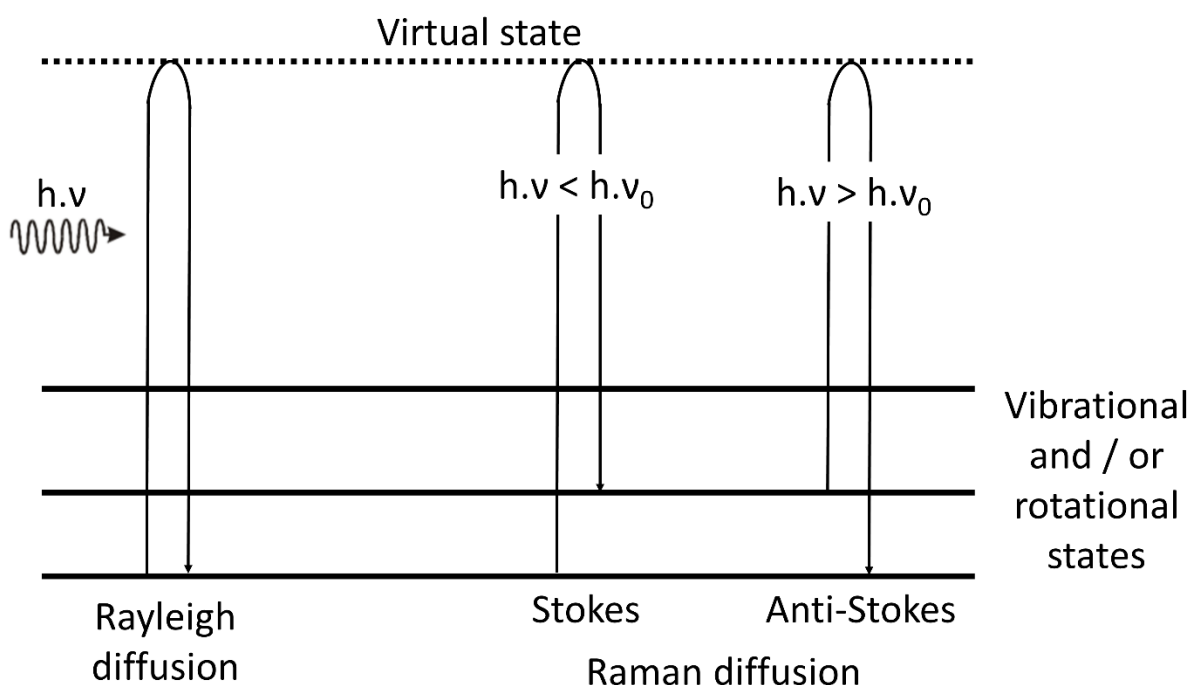 Virtual state
h.ν
h.ν < h.ν₀
h.ν > h.ν₀
Vibrational
and / or
rotational
states
Rayleigh
diffusion
Stokes
Anti-Stokes
Raman diffusion